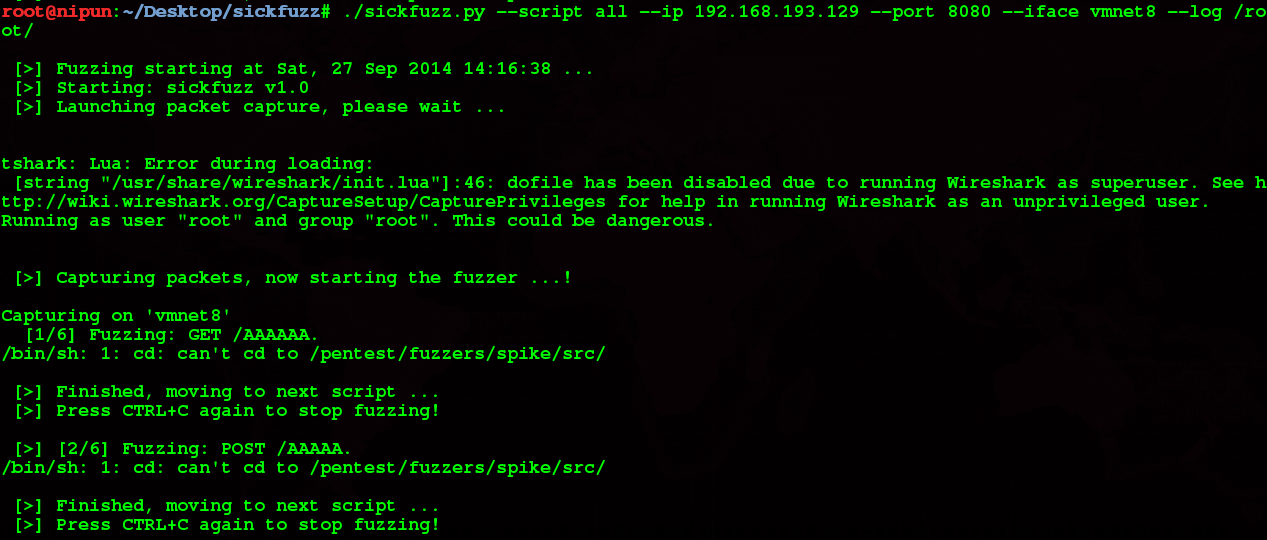 root@nipun:~/Desktop/sickfuzz# ./sickfuzz.py --script all --ip 192.168.193.129 --port 8080 --iface vmnet8 --log /ro
ot/
[>] Fuzzing starting at Sat, 27 Sep 2014 14:16:38 ...
[>] Starting: sickfuzz v1.0
[>] Launching packet capture, please wait ...
tshark: Lua: Error during loading:
[string "/usr/share/wireshark/init.lua"]:46: dofile has been disabled due to running Wireshark as superuser. See h
ttp://wiki.wireshark.org/CaptureSetup/CapturePrivileges for help in running Wireshark as an unprivileged user.
Running as user "root" and group "root". This could be dangerous.
[>] Capturing packets, now starting the fuzzer ...!
Capturing on 'vmnet8'
[1/6] Fuzzing: GET /AAAAAA.
/bin/sh: 1: cd: can't cd to /pentest/fuzzers/spike/src/
[>] Finished, moving to next script ...
[>] Press CTRL+C again to stop fuzzing!
[>] [2/6] Fuzzing: POST /AAAAA.
/bin/sh: 1: cd: can't cd to /pentest/fuzzers/spike/src/
[>] Finished, moving to next script ...
[>] Press CTRL+C again to stop fuzzing!